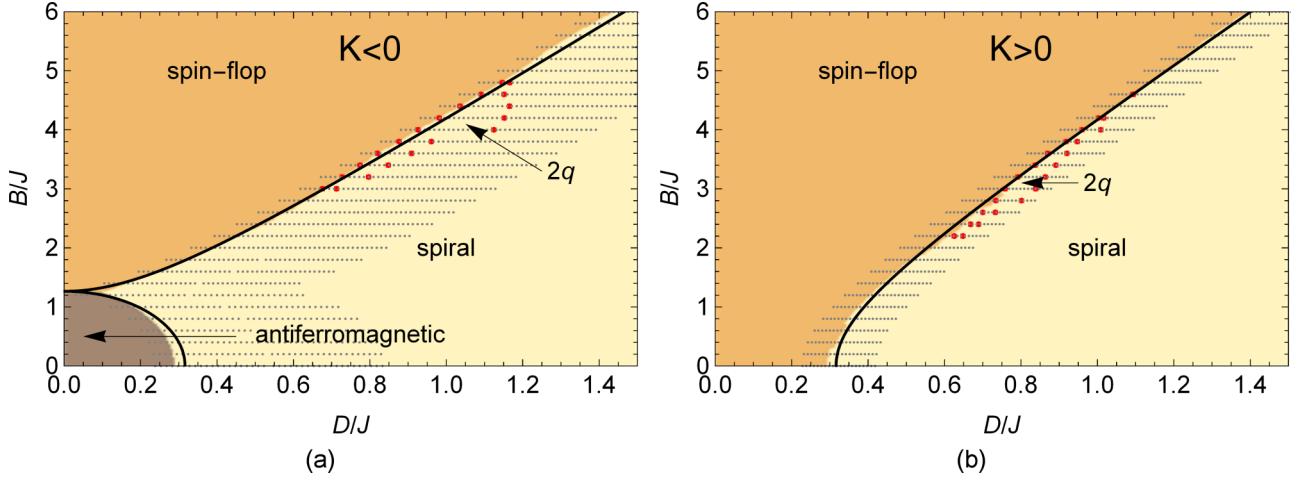 6
5
4
3
2
1
0
B/J
K<0
spin-flop
2q
spiral
antiferromagnetic
0.0 0.2 0.4 0.6 0.8 1.0 1.2 1.4
D/J
(a)
6
5
4
3
2
1
0
B/J
K>0
spin-flop
2q
spiral
0.0 0.2 0.4 0.6 0.8 1.0 1.2 1.4
D/J
(b)